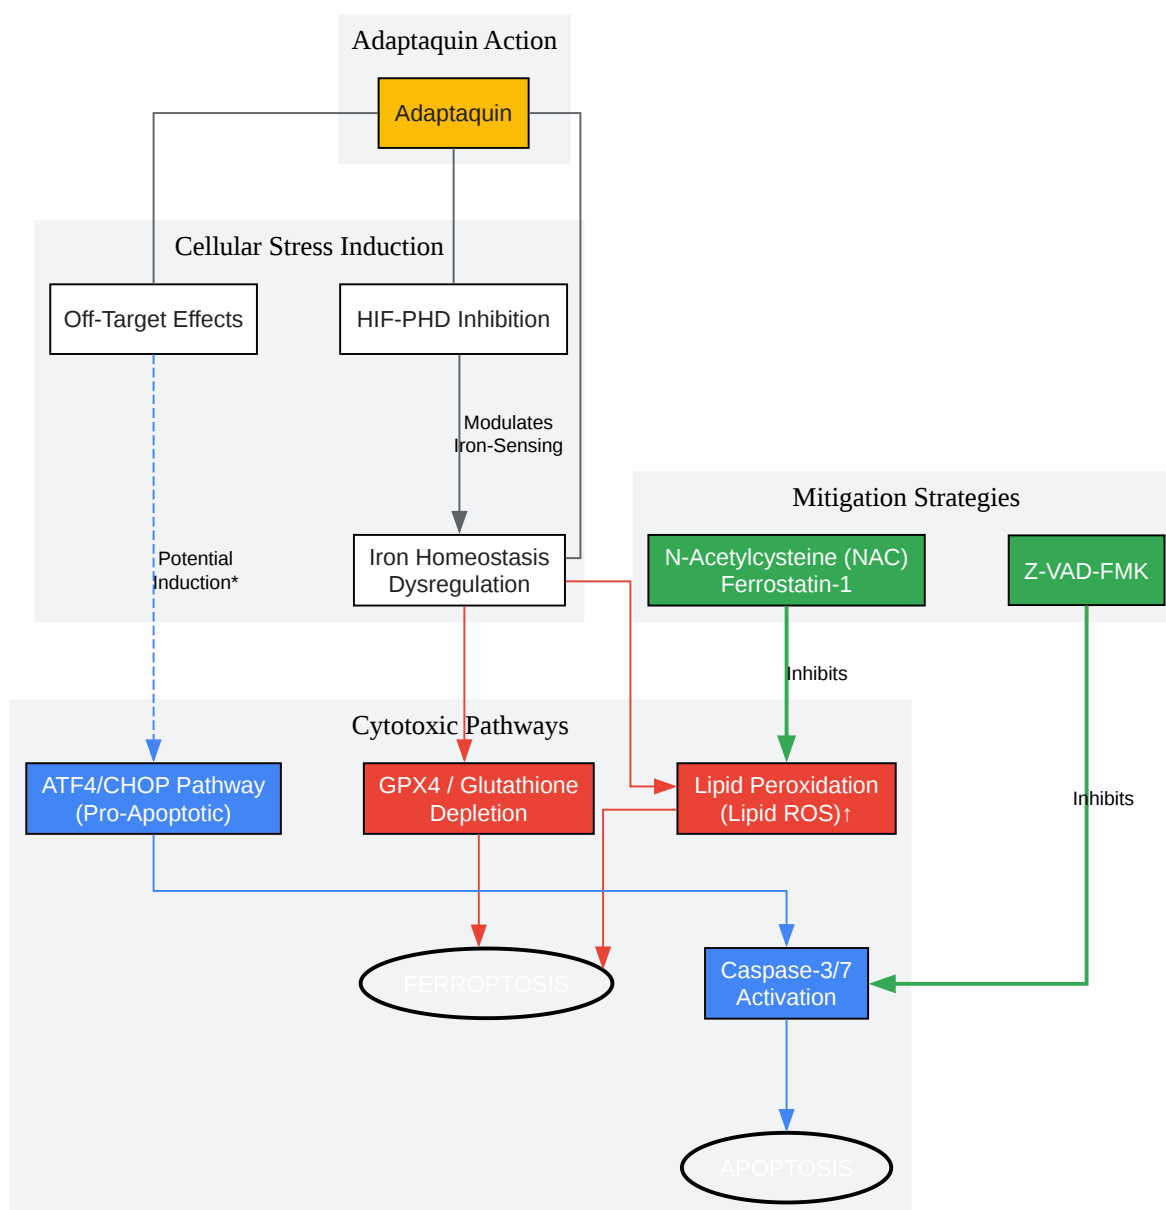 Adaptaquin Action
Adaptaquin
Cellular Stress Induction
Off-Target Effects
HIF-PHD Inhibition
Modulates
Iron-Sensing
Mitigation Strategies
Potential
Induction*
Iron Homeostasis
Dysregulation
N-Acetylcysteine (NAC)
Ferrostatin-1
Z-VAD-FMK
Inhibits
Cytotoxic Pathways
ATF4/CHOP Pathway
(Pro-Apoptotic)
GPX4 / Glutathione
Depletion
Lipid Peroxidation
(Lipid ROS)↑
Inhibits
FERROPTOSIS
Caspase-3/7
Activation
APOPTOSIS